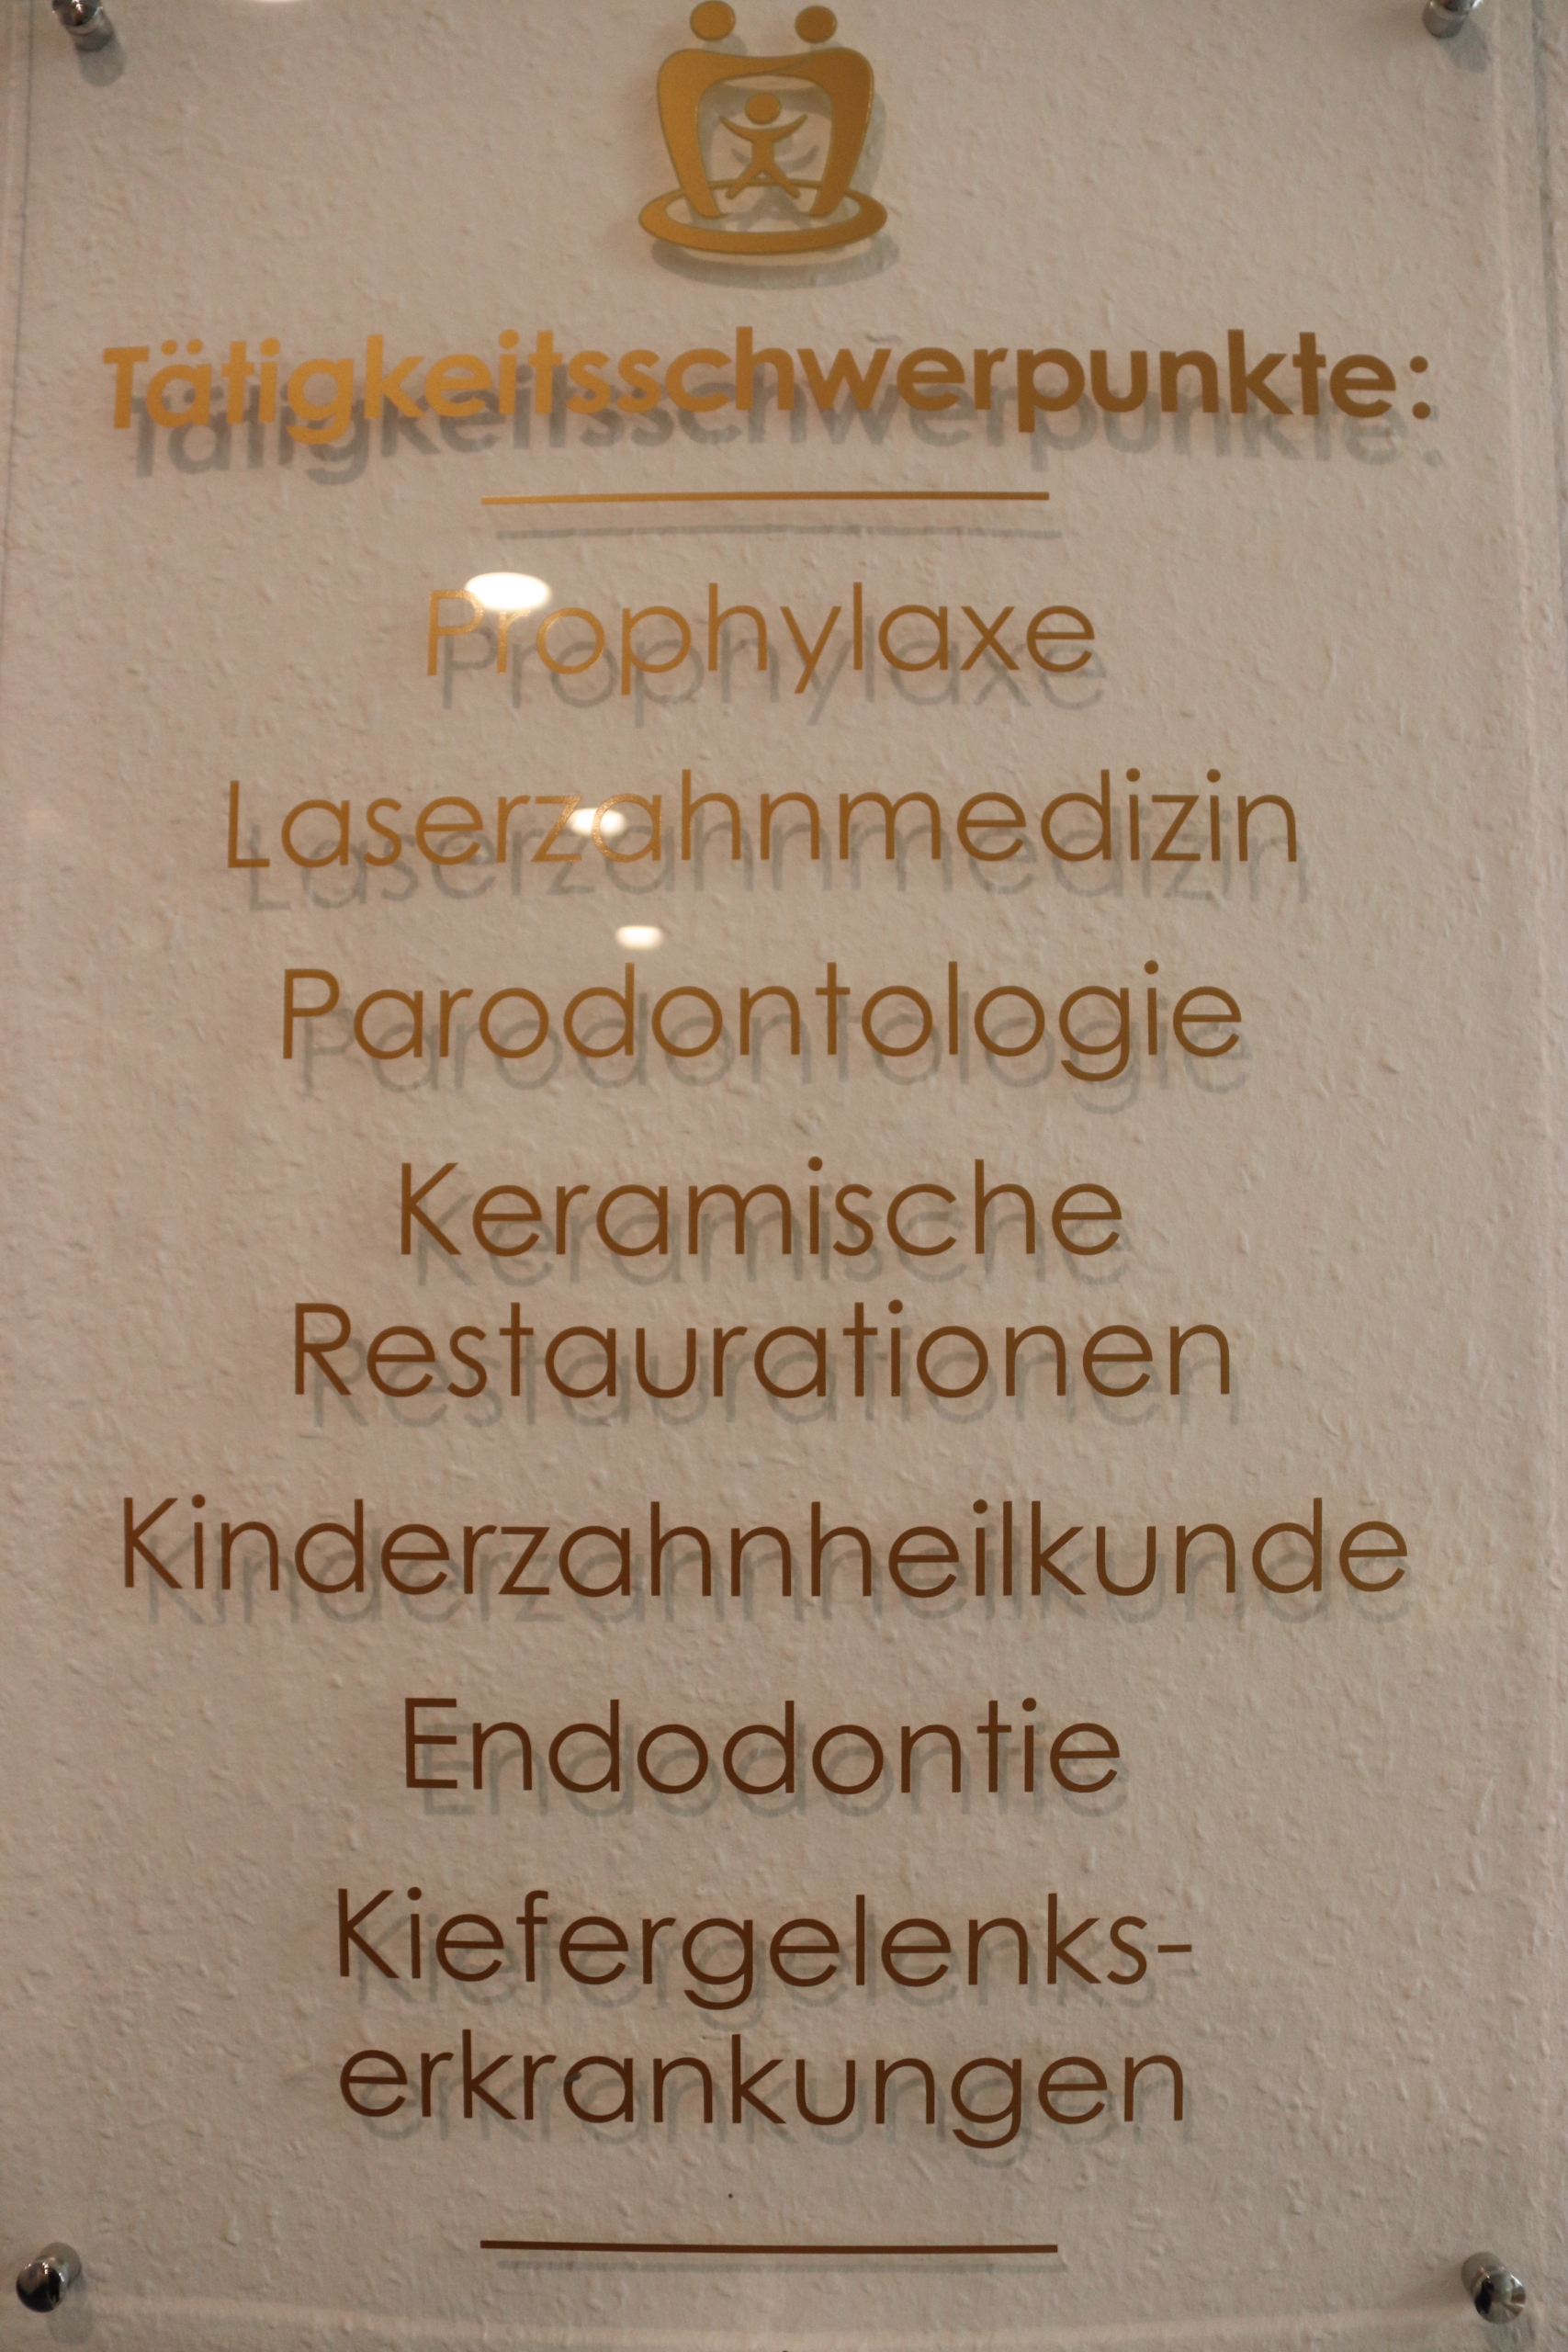 Tätigkeitsschwerpunkte:
Prophylaxe
Laserzahnmedizin
Parodontologie
Keramische
Restaurationen
Kinderzahnheilkunde
Endodontie
Kiefergelenks-
erkrankungen